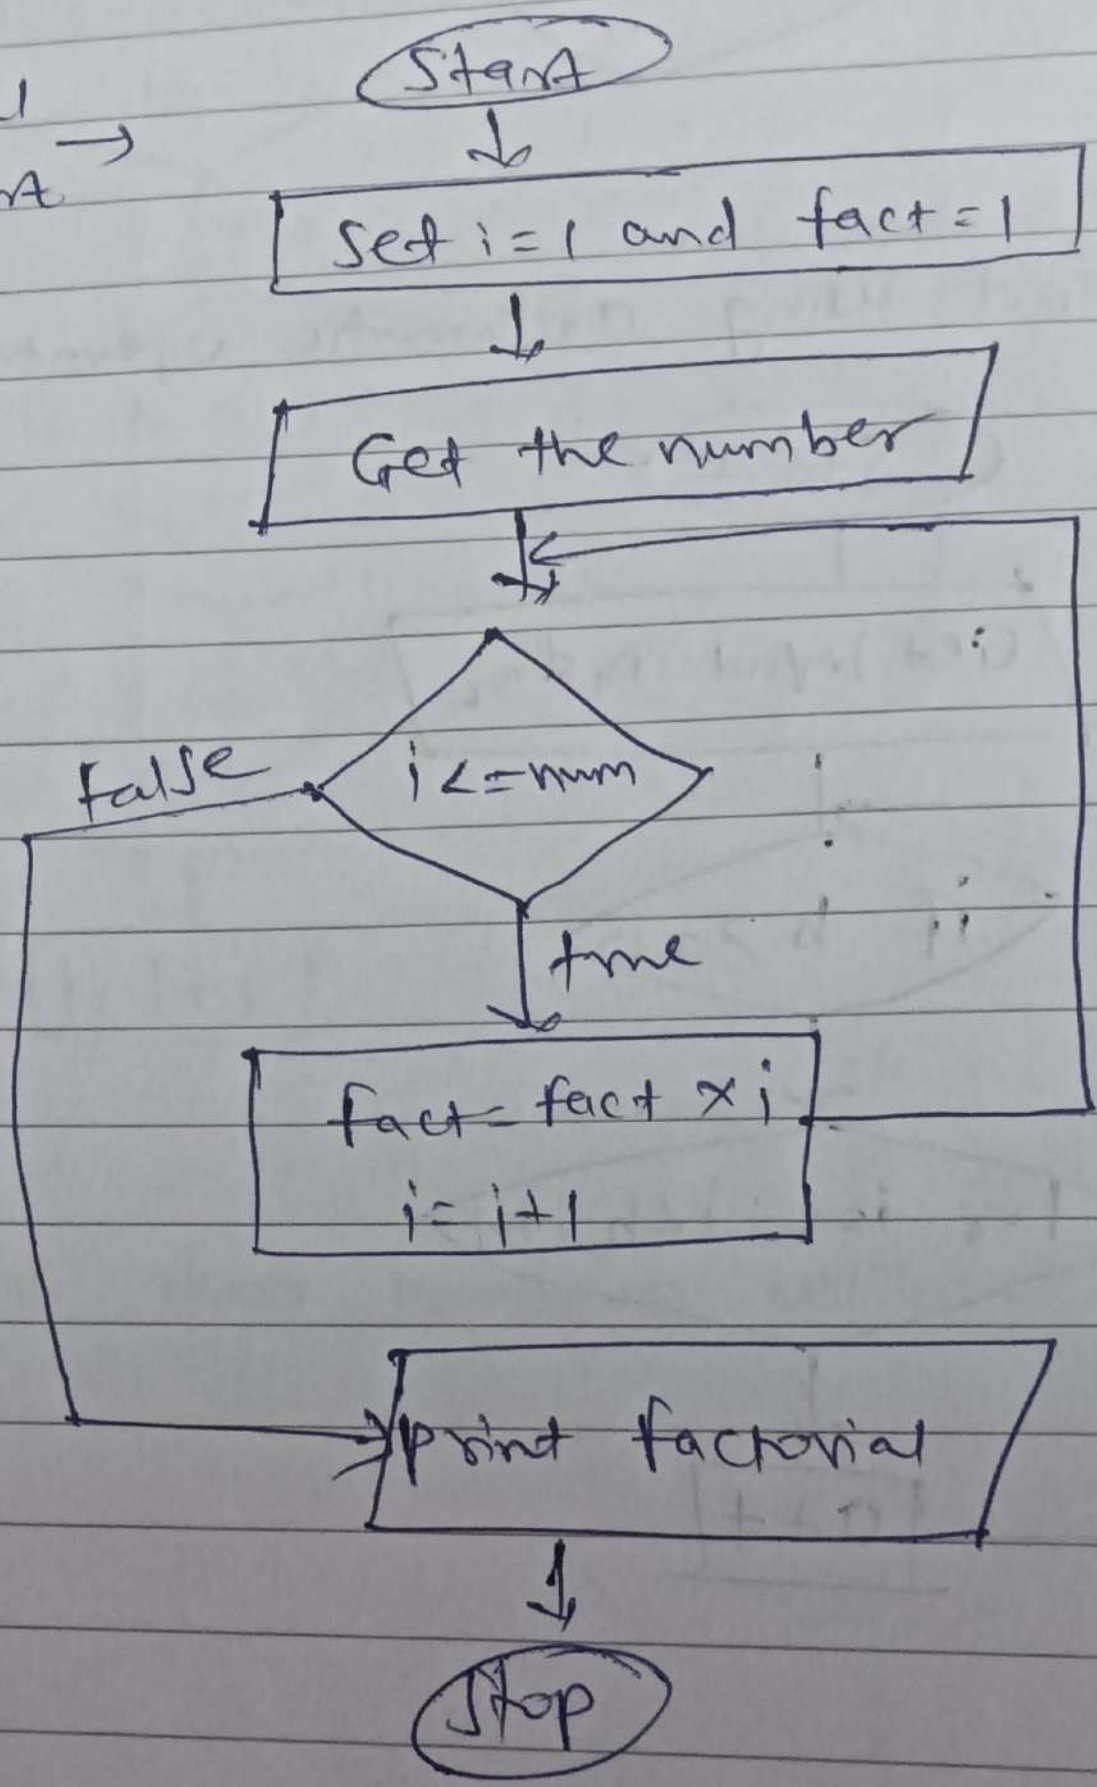 Start
→
Set i=1 and fact=1
Get the number
i<=num
false
true
fact=fact × i
i=i+1
print factorial
Stop